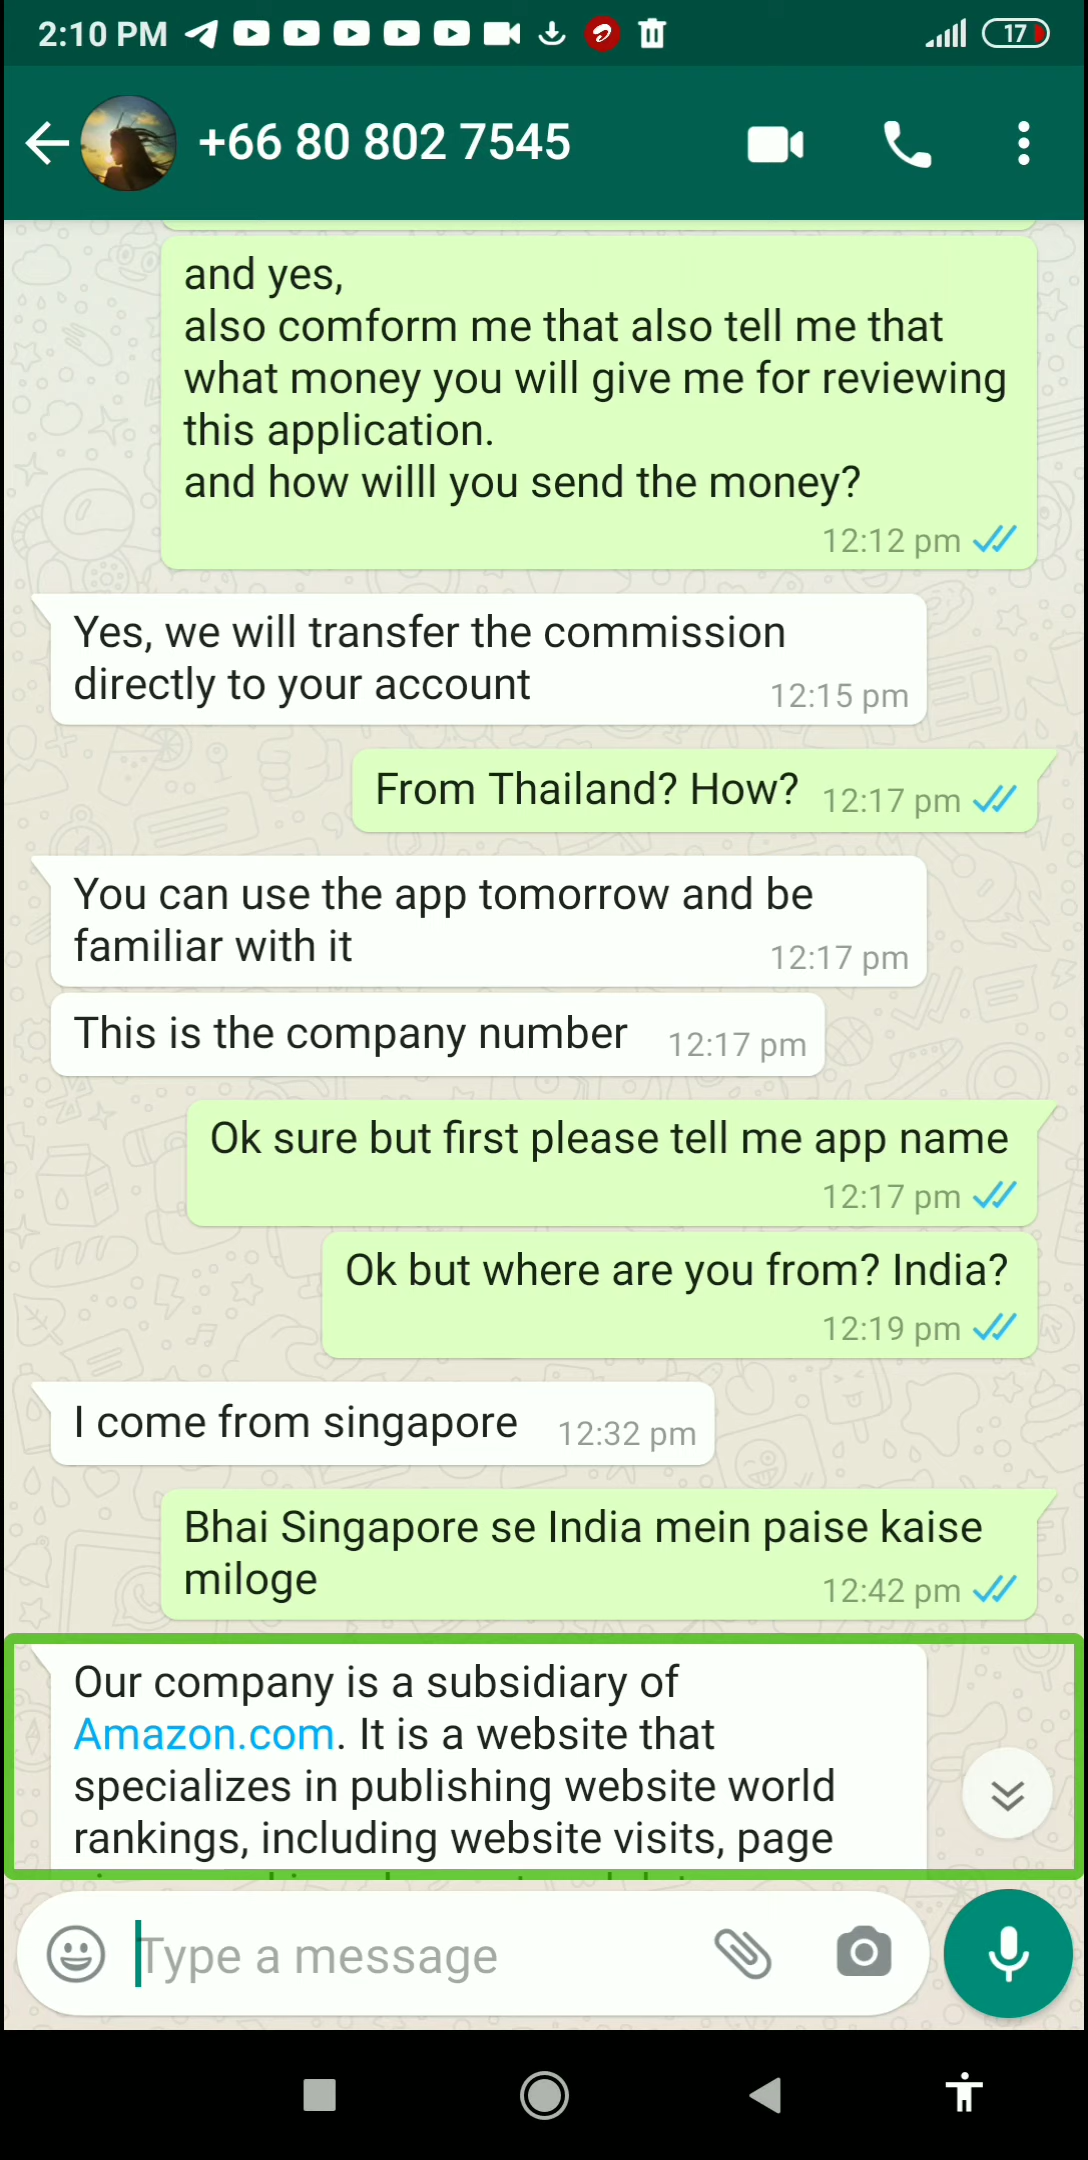 2:10 PM
17
+66 80 802 7545
and yes,
also comform me that also tell me that
what money you will give me for reviewing
this application.
and how willl you send the money?
12:12 pm
Yes, we will transfer the commission
directly to your account
12:15 pm
From Thailand? How?
12:17 pm
You can use the app tomorrow and be
familiar with it
12:17 pm
This is the company number
12:17 pm
Ok sure but first please tell me app name
12:17 pm
Ok but where are you from? India?
12:19 pm
I come from singapore
12:32 pm
Bhai Singapore se India mein paise kaise
miloge
12:42 pm
Our company is a subsidiary of
Amazon.com. It is a website that
specializes in publishing website world
rankings, including website visits, page
Type a message